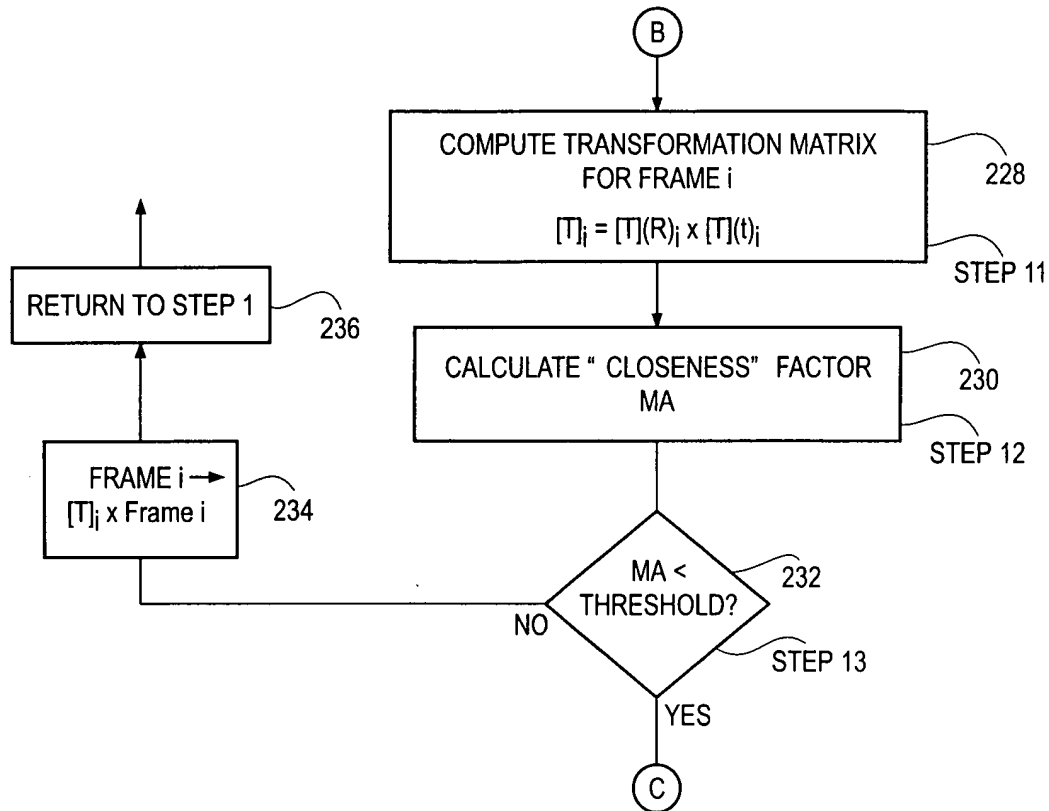 B
COMPUTE TRANSFORMATION MATRIX
FOR FRAME i
[T]i = [T](R)i x [T](t)i
228
STEP 11
CALCULATE “ CLOSENESS” FACTOR
MA
230
STEP 12
MA <
THRESHOLD?
232
STEP 13
NO
YES
C
FRAME i →
[T]i x Frame i
234
RETURN TO STEP 1
236